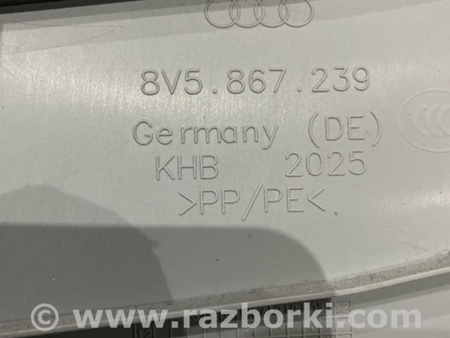 8V5.867.239
Germany (DE)
KHB 2025
>PP/PE<
www.razborki.com